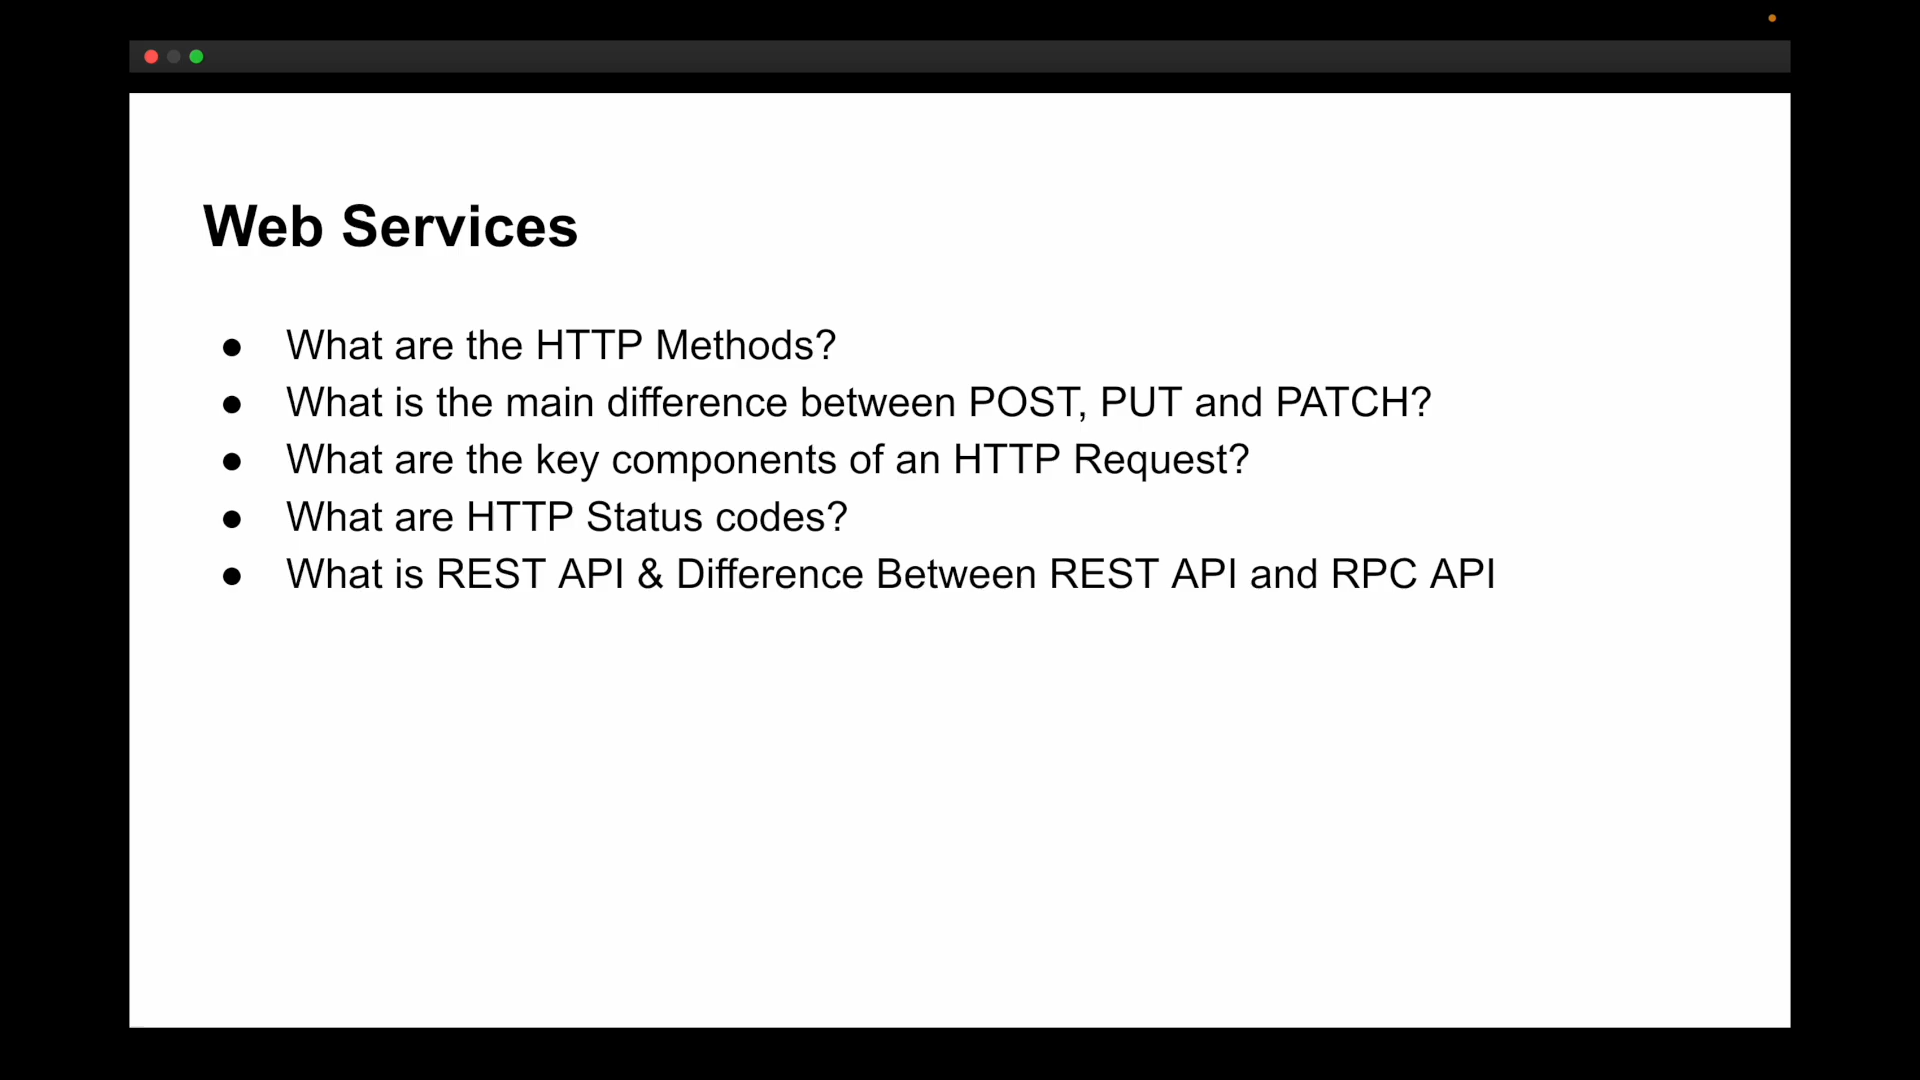 Web Services
● What are the HTTP Methods?
● What is the main difference between POST, PUT and PATCH?
● What are the key components of an HTTP Request?
● What are HTTP Status codes?
● What is REST API & Difference Between REST API and RPC API